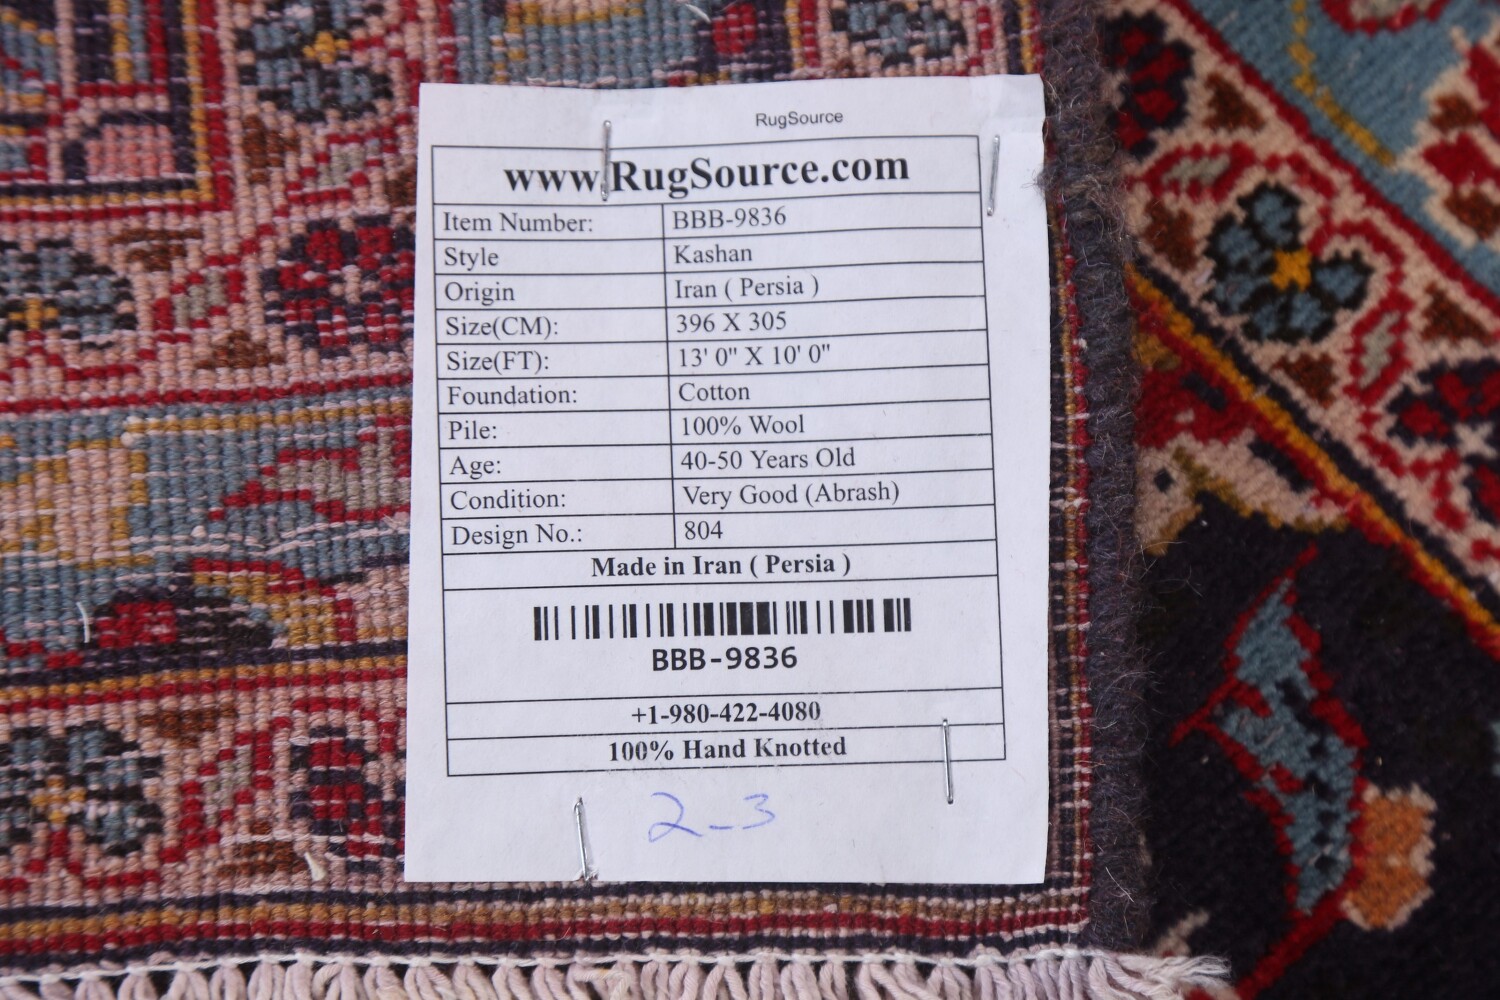 RugSource
www.RugSource.com
Item Number: BBB-9836
Style Kashan
Origin Iran ( Persia )
Size(CM): 396 X 305
Size(FT): 13' 0" X 10' 0"
Foundation: Cotton
Pile: 100% Wool
Age: 40-50 Years Old
Condition: Very Good (Abrash)
Design No.: 804
Made in Iran ( Persia )
BBB-9836
+1-980-422-4080
100% Hand Knotted
2-3